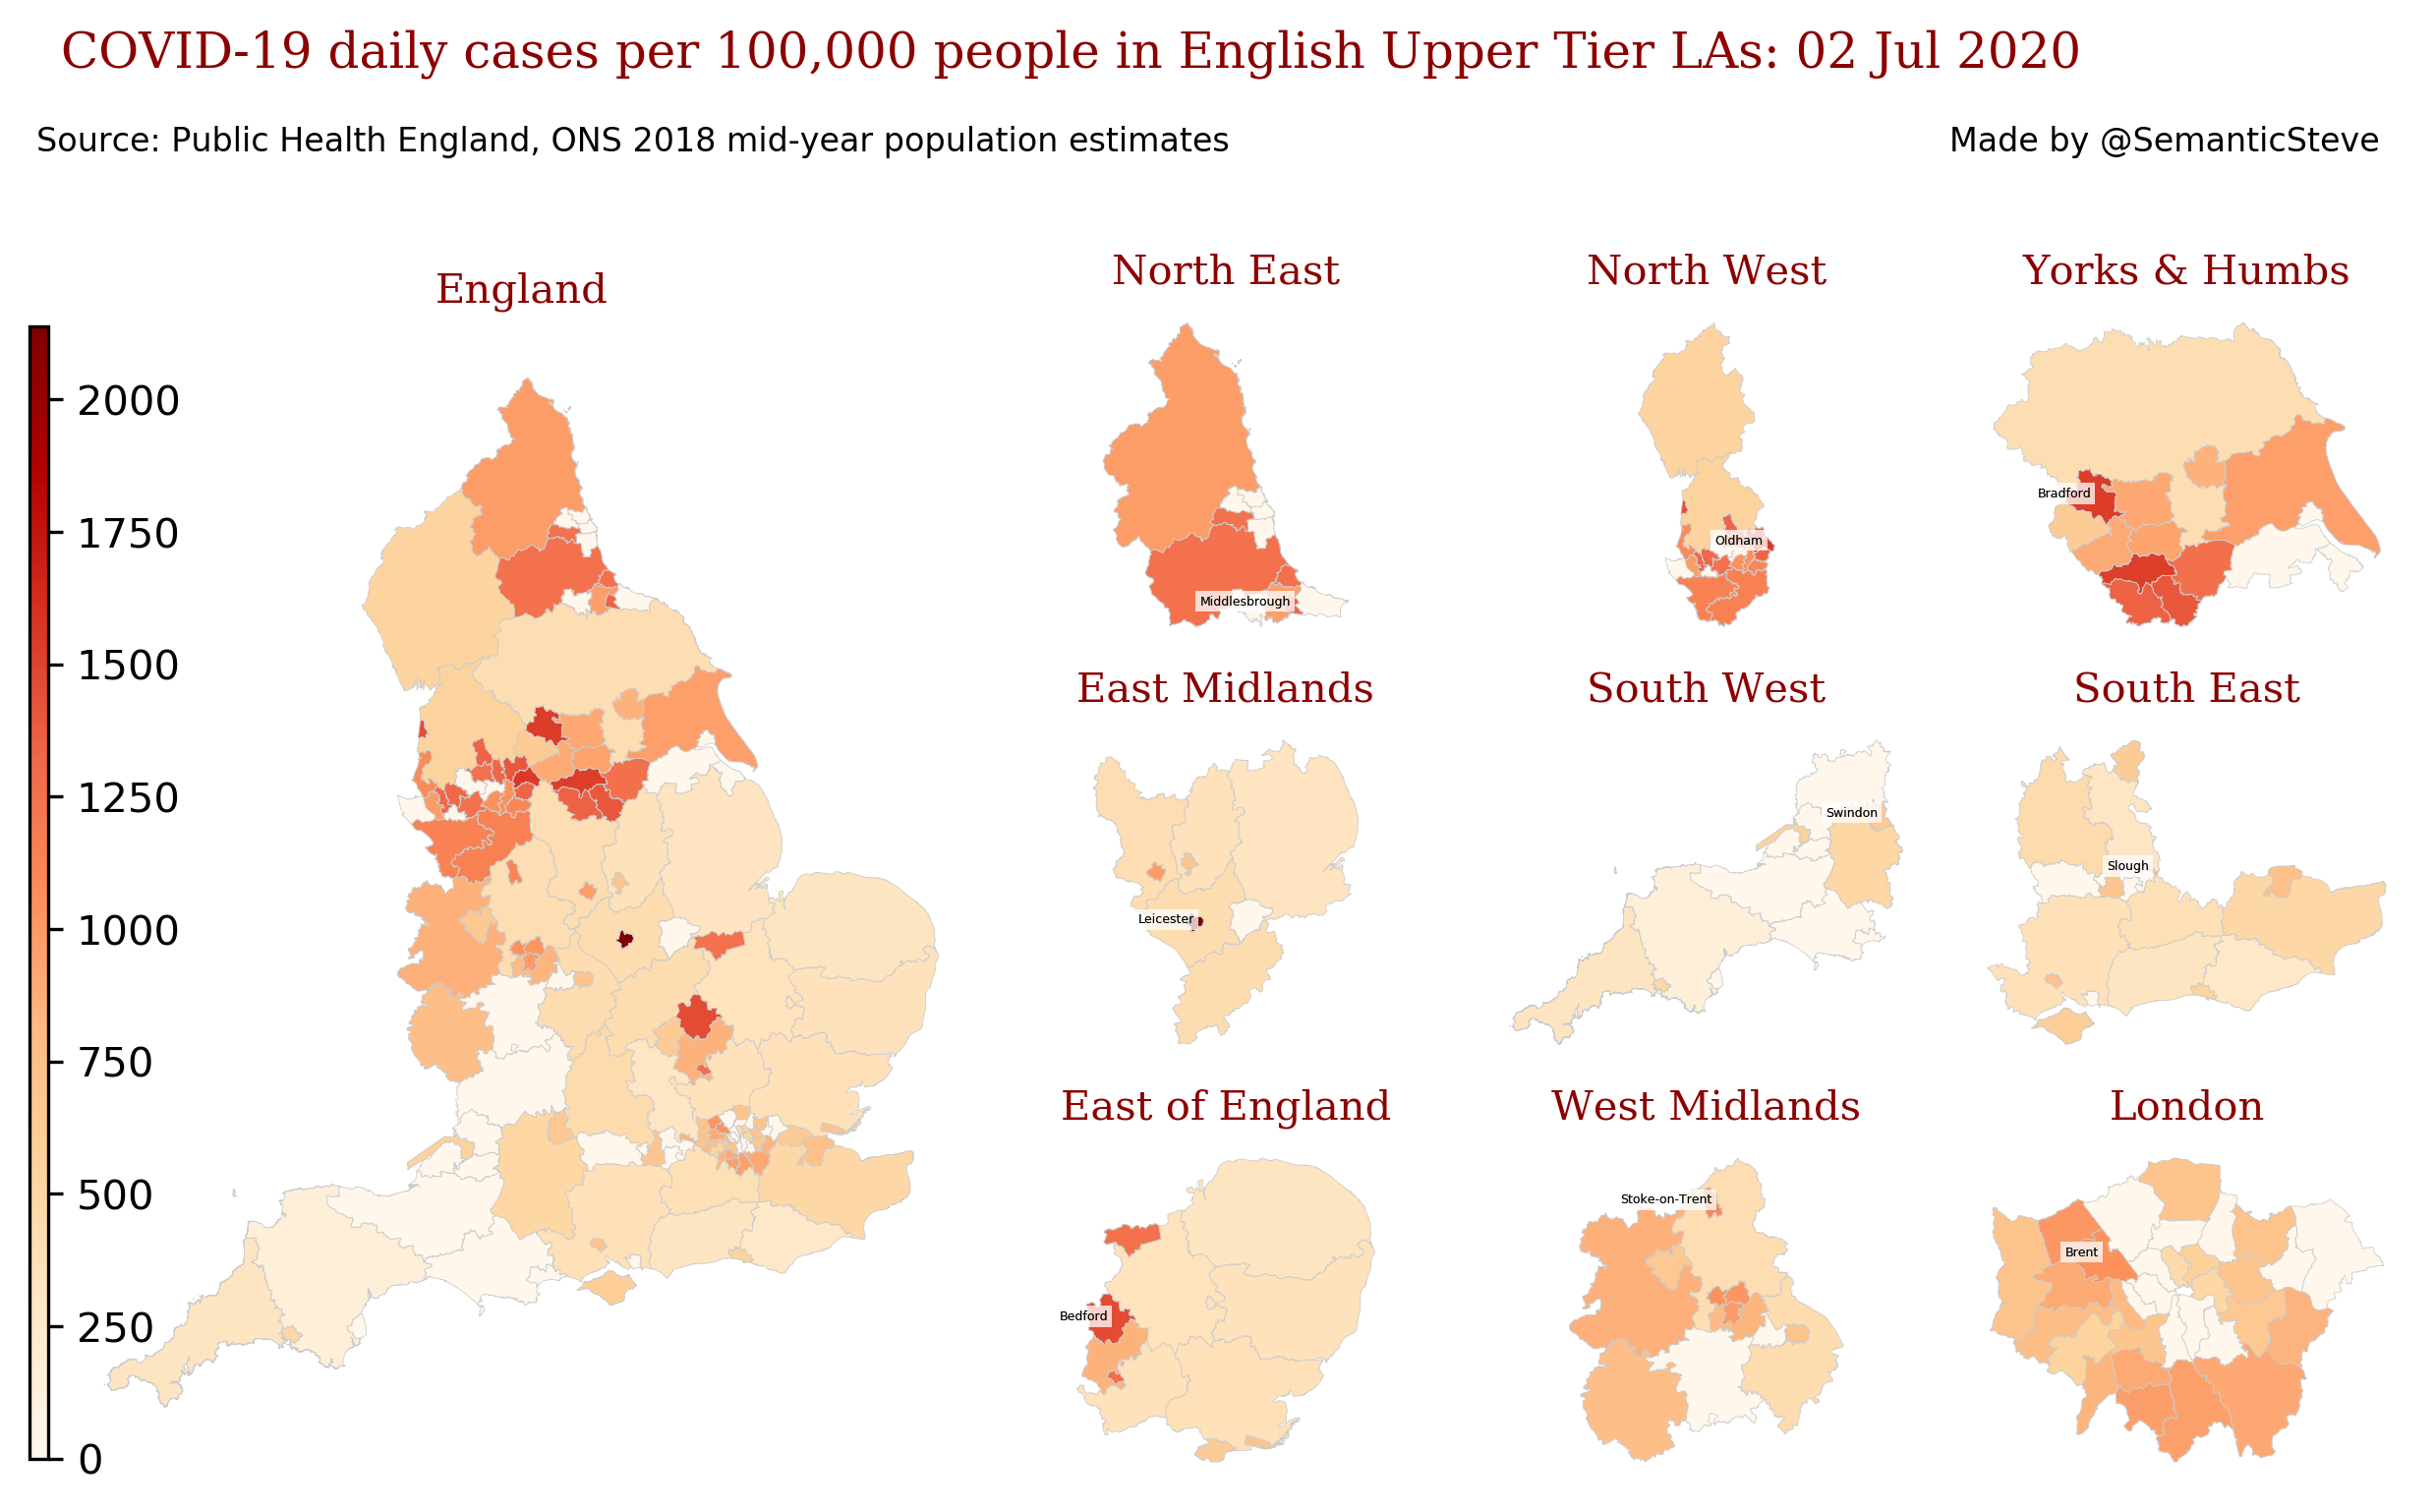 COVID-19 daily cases per 100,000 people in English Upper Tier LAs: 02 Jul 2020
Source: Public Health England, ONS 2018 mid-year population estimates
Made by @SemanticSteve
England
2000
1750
1500
1250
1000
750
500
250
0
North East
Middlesbrough
North West
Oldham
Yorks & Humbs
Bradford
East Midlands
Leicester
South West
Swindon
South East
Slough
East of England
Bedford
West Midlands
Stoke-on-Trent
London
Brent